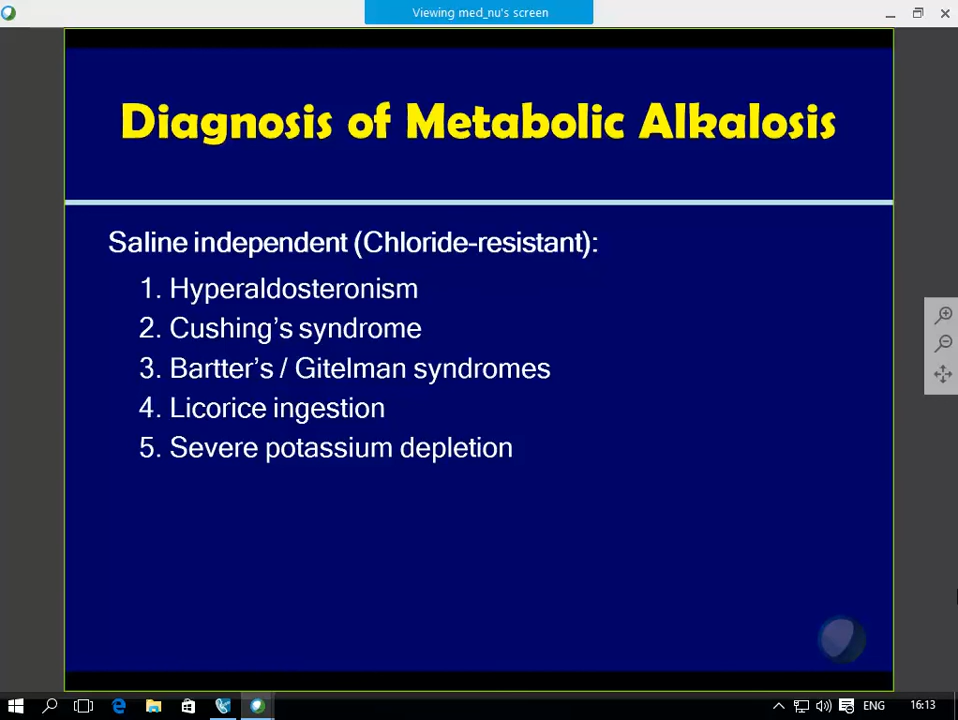 Viewing med_nu's screen
Diagnosis of Metabolic Alkalosis
Saline independent (Chloride-resistant):
1. Hyperaldosteronism
2. Cushing's syndrome
3. Bartter's / Gitelman syndromes
4. Licorice ingestion
5. Severe potassium depletion
ENG
16:13